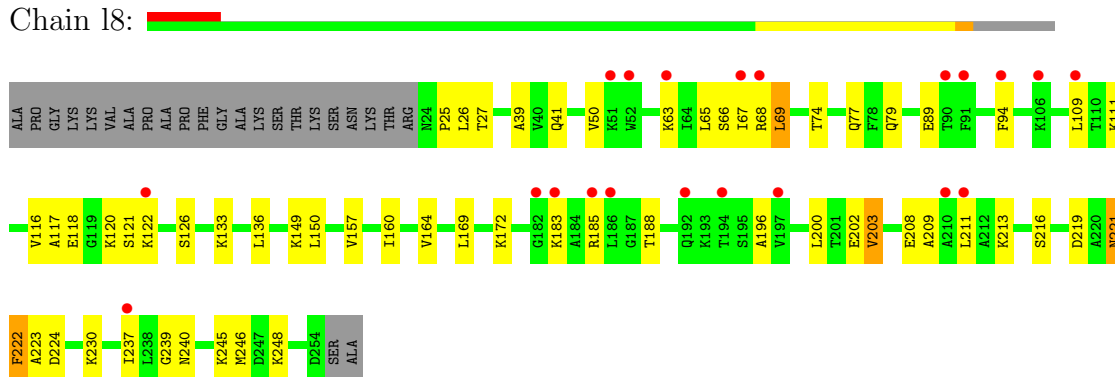 Chain l8:
ALA PRO GLY LYS LYS VAL ALA PRO ALA PRO PHE GLY ALA LYS SER THR LYS SER ASN LYS THR ARG N24 P25 L26 T27 A39 V40 Q41 V50 K51 W52 K63 I64 L65 S66 I67 R68 L69 T74 Q77 F78 Q79 E89 T90 F91 F94 K106 L109 T110 K111
V116 A117 E118 G119 K120 S121 K122 S126 K133 L136 K149 L150 V157 I160 V164 L169 K172 G182 K183 A184 R185 L186 G187 T188 Q192 K193 T194 S195 A196 V197 L200 T201 E202 V203 E208 A209 A210 L211 A212 K213 S216 D219 A220 N221
F222 A223 D224 K230 I237 L238 G239 N240 K245 M246 D247 K248 D254 SER ALA